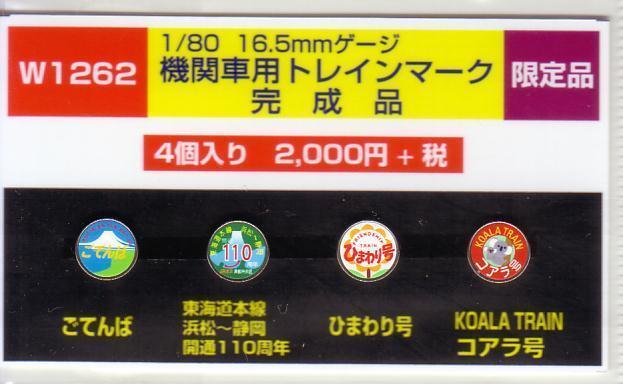 W1262
1/80 16.5mmゲージ
機関車用トレインマーク
完成品
限定品
4個入り 2,000円+税
ごてんば
110
FRIENDSHIP
TRAIN
ひまわり号
KOALA TRAIN
コアラ号
ごてんば
東海道本線
浜松～静岡
開通110周年
ひまわり号
KOALA TRAIN
コアラ号